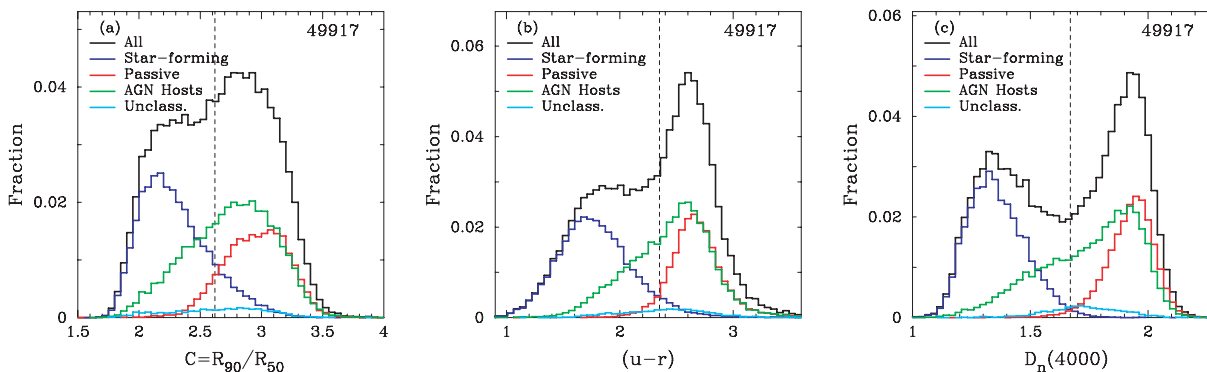 (a) 49917
All
Star-forming
Passive
AGN Hosts
Unclass.
Fraction
0.04
0.02
0
1.5 2 2.5 3 3.5 4
C=R90/R50
(b) 49917
All
Star-forming
Passive
AGN Hosts
Unclass.
Fraction
0.06
0.04
0.02
0
1 2 3
(u-r)
(c) 49917
All
Star-forming
Passive
AGN Hosts
Unclass.
Fraction
0.06
0.04
0.02
0
1 1.5 2
Dn(4000)